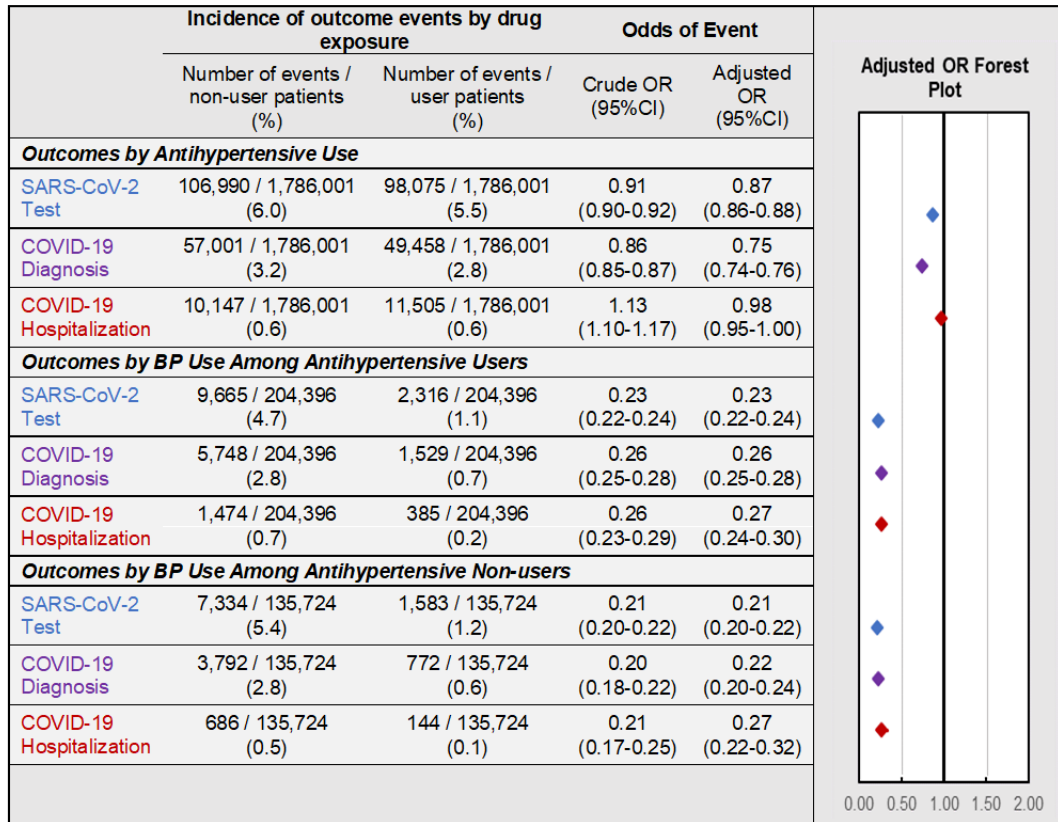 Incidence of outcome events by drug
exposure
Odds of Event
Adjusted OR Forest
Plot
Number of events /
non-user patients
(%)
Number of events /
user patients
(%)
Crude OR
(95%CI)
Adjusted
OR
(95%CI)
Outcomes by Antihypertensive Use
SARS-CoV-2
Test
106,990 / 1,786,001
(6.0)
98,075 / 1,786,001
(5.5)
0.91
(0.90-0.92)
0.87
(0.86-0.88)
COVID-19
Diagnosis
57,001 / 1,786,001
(3.2)
49,458 / 1,786,001
(2.8)
0.86
(0.85-0.87)
0.75
(0.74-0.76)
COVID-19
Hospitalization
10,147 / 1,786,001
(0.6)
11,505 / 1,786,001
(0.6)
1.13
(1.10-1.17)
0.98
(0.95-1.00)
Outcomes by BP Use Among Antihypertensive Users
SARS-CoV-2
Test
9,665 / 204,396
(4.7)
2,316 / 204,396
(1.1)
0.23
(0.22-0.24)
0.23
(0.22-0.24)
COVID-19
Diagnosis
5,748 / 204,396
(2.8)
1,529 / 204,396
(0.7)
0.26
(0.25-0.28)
0.26
(0.25-0.28)
COVID-19
Hospitalization
1,474 / 204,396
(0.7)
385 / 204,396
(0.2)
0.26
(0.23-0.29)
0.27
(0.24-0.30)
Outcomes by BP Use Among Antihypertensive Non-users
SARS-CoV-2
Test
7,334 / 135,724
(5.4)
1,583 / 135,724
(1.2)
0.21
(0.20-0.22)
0.21
(0.20-0.22)
COVID-19
Diagnosis
3,792 / 135,724
(2.8)
772 / 135,724
(0.6)
0.20
(0.18-0.22)
0.22
(0.20-0.24)
COVID-19
Hospitalization
686 / 135,724
(0.5)
144 / 135,724
(0.1)
0.21
(0.17-0.25)
0.27
(0.22-0.32)
0.00 0.50 1.00 1.50 2.00